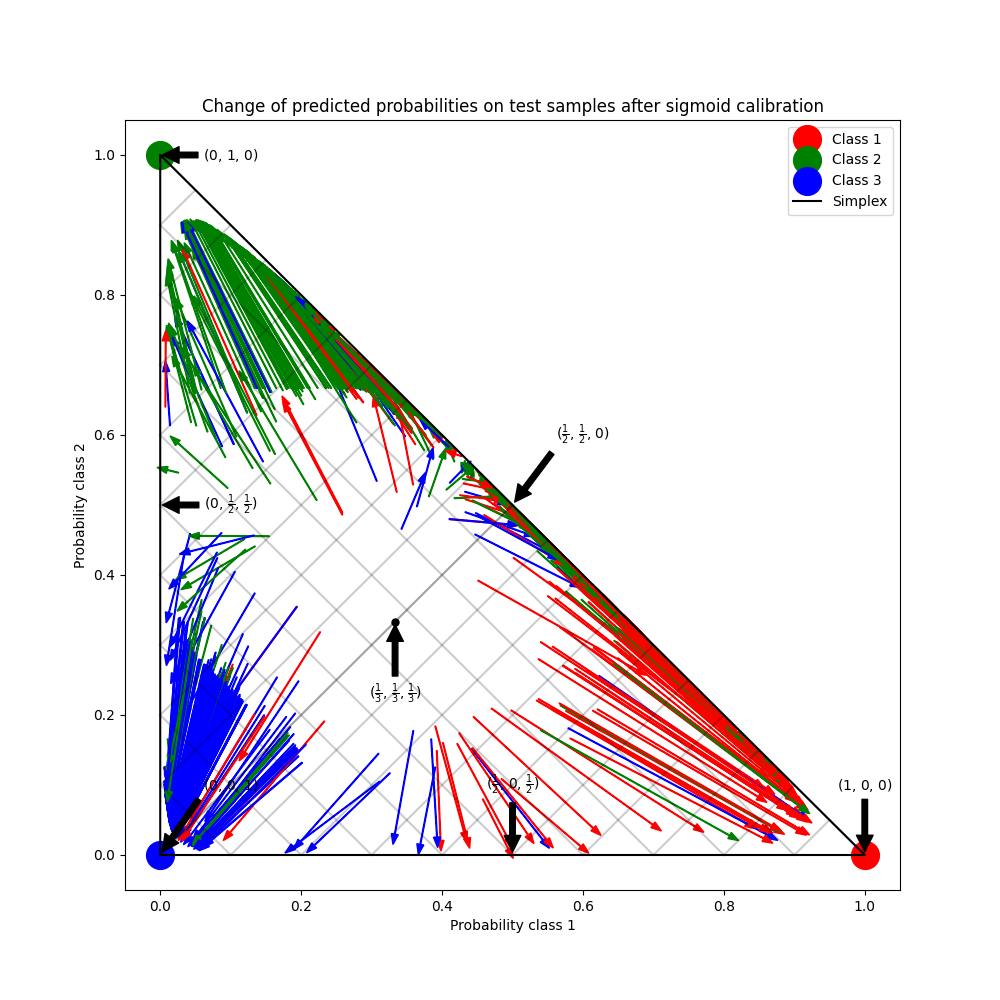 Change of predicted probabilities on test samples after sigmoid calibration
Class 1
Class 2
Class 3
Simplex
(0, 1, 0)
(1/2, 1/2, 0)
(0, 1/2, 1/2)
(1/3, 1/3, 1/3)
(1/2, 0, 1/2)
(1, 0, 0)
(0, 0, 1)
1.0
0.8
0.6
0.4
0.2
0.0
Probability class 2
0.0 0.2 0.4 0.6 0.8 1.0
Probability class 1